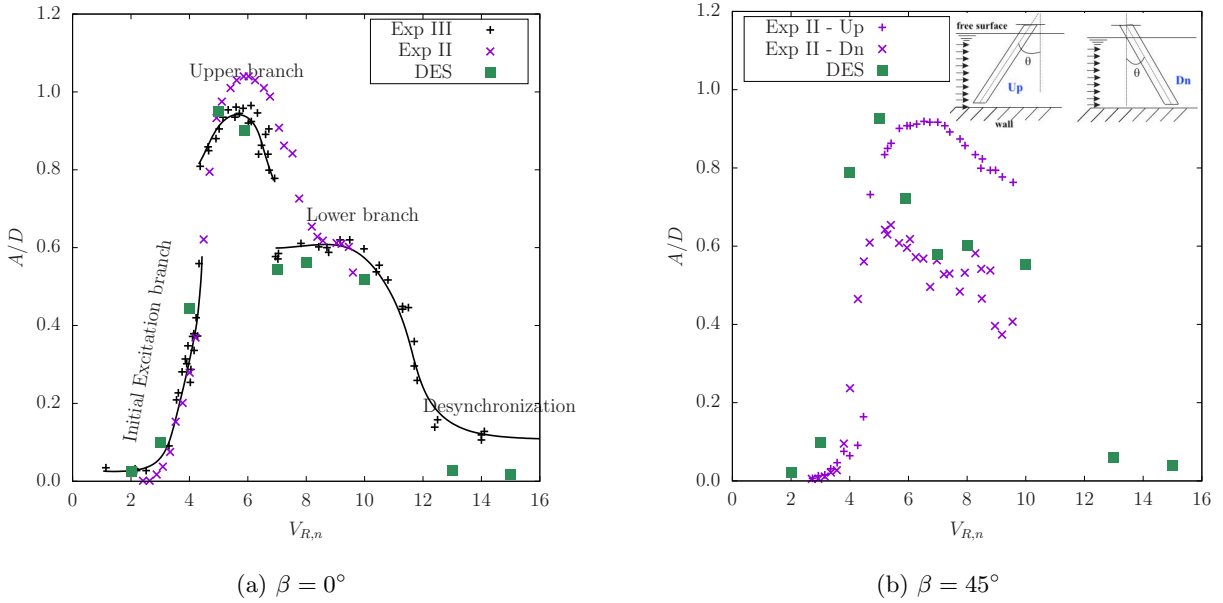 1.2
1.0
0.8
0.6
0.4
0.2
0.0
A/D
0 2 4 6 8 10 12 14 16
V_{R,n}
Exp III
Exp II
DES
Upper branch
Lower branch
Initial Excitation branch
Desynchronization
(a) β = 0°
1.2
1.0
0.8
0.6
0.4
0.2
0.0
A/D
0 2 4 6 8 10 12 14 16
V_{R,n}
Exp II - Up
Exp II - Dn
DES
free surface
θ
Up
wall
θ
Dn
(b) β = 45°